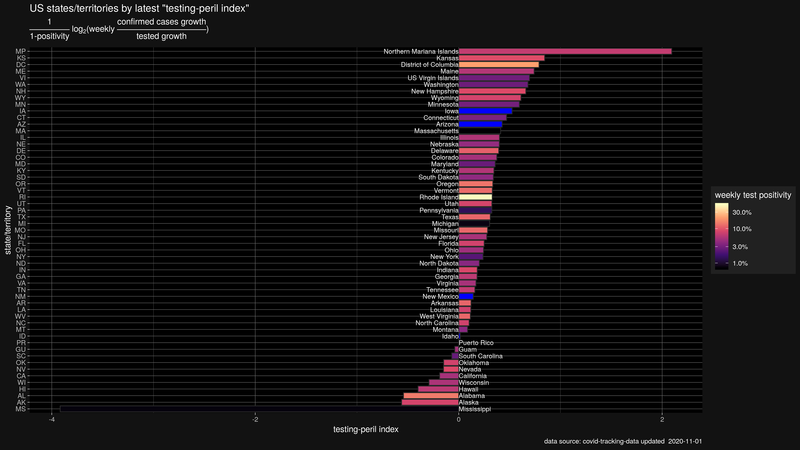 US states/territories by latest "testing-peril index"
1
1-positivity
log2(weekly
confirmed cases growth
tested growth
)
MP Northern Mariana Islands
KS Kansas
DC District of Columbia
ME Maine
VI US Virgin Islands
WA Washington
NH New Hampshire
WY Wyoming
MN Minnesota
IA Iowa
CT Connecticut
AZ Arizona
MA Massachusetts
IL Illinois
NE Nebraska
DE Delaware
CO Colorado
MD Maryland
KY Kentucky
SD South Dakota
OR Oregon
VT Vermont
RI Rhode Island
UT Utah
PA Pennsylvania
TX Texas
MI Michigan
MO Missouri
NJ New Jersey
FL Florida
OH Ohio
NY New York
ND North Dakota
IN Indiana
GA Georgia
VA Virginia
TN Tennessee
NM New Mexico
AR Arkansas
LA Louisiana
WV West Virginia
NC North Carolina
MT Montana
ID Idaho
PR Puerto Rico
GU Guam
SC South Carolina
OK Oklahoma
NV Nevada
CA California
WI Wisconsin
HI Hawaii
AL Alabama
AK Alaska
MS Mississippi
state/territory
-4 -2 0 2
testing-peril index
weekly test positivity
30.0%
10.0%
3.0%
1.0%
data source: covid-tracking-data updated 2020-11-01